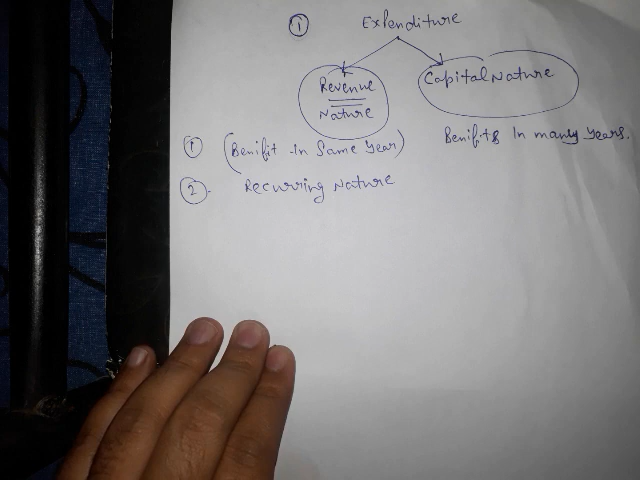 ① Expenditure
Revenue Nature
Capital Nature
① (Benifit in Same Year) Benifits In many Years.
② Recurring Nature